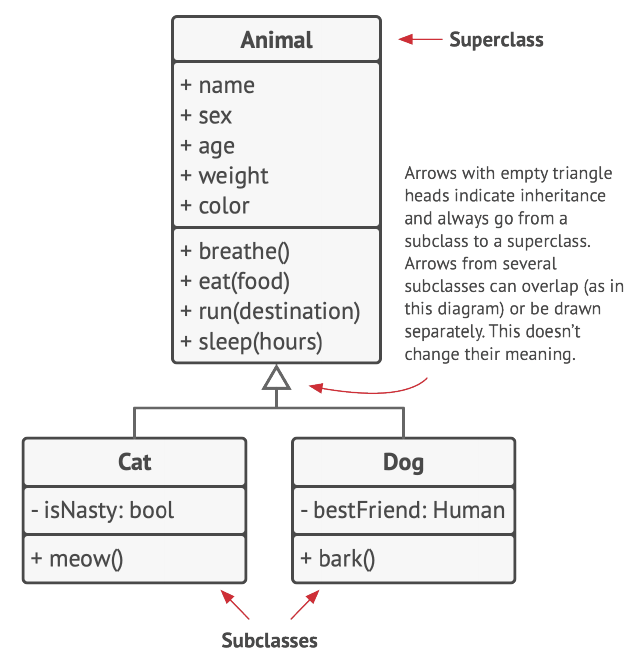 Animal
Superclass
+ name
+ sex
+ age
+ weight
+ color
+ breathe()
+ eat(food)
+ run(destination)
+ sleep(hours)
Arrows with empty triangle
heads indicate inheritance
and always go from a
subclass to a superclass.
Arrows from several
subclasses can overlap (as in
this diagram) or be drawn
separately. This doesn’t
change their meaning.
Cat
- isNasty: bool
+ meow()
Dog
- bestFriend: Human
+ bark()
Subclasses